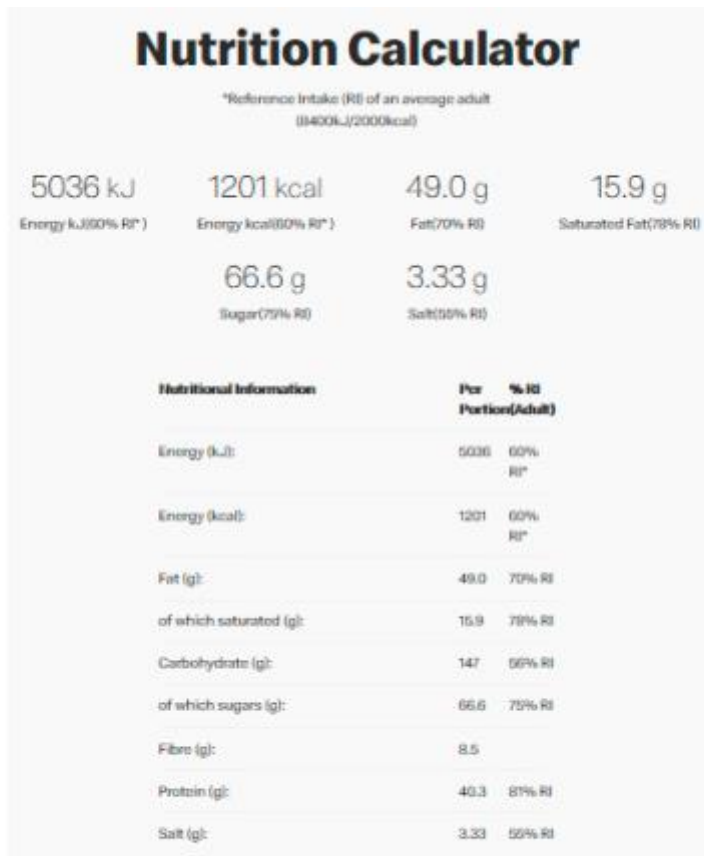 Nutrition Calculator
*Reference Intake (RI) of an average adult
(8400kJ/2000kcal)
5036 kJ 1201 kcal 49.0 g 15.9 g
Energy kJ(60% RI* ) Energy kcal(60% RI* ) Fat(70% RI) Saturated Fat(79% RI)
66.6 g 3.33 g
Sugar(75% RI) Salt(55% RI)
Nutritional Information Per % RI
Portion(Adult)
Energy (kJ): 5036 60%
RI*
Energy (kcal): 1201 60%
RI*
Fat (g): 49.0 70% RI
of which saturated (g): 15.9 79% RI
Carbohydrate (g): 147 56% RI
of which sugars (g): 66.6 75% RI
Fibre (g): 8.5
Protein (g): 40.3 81% RI
Salt (g): 3.33 55% RI